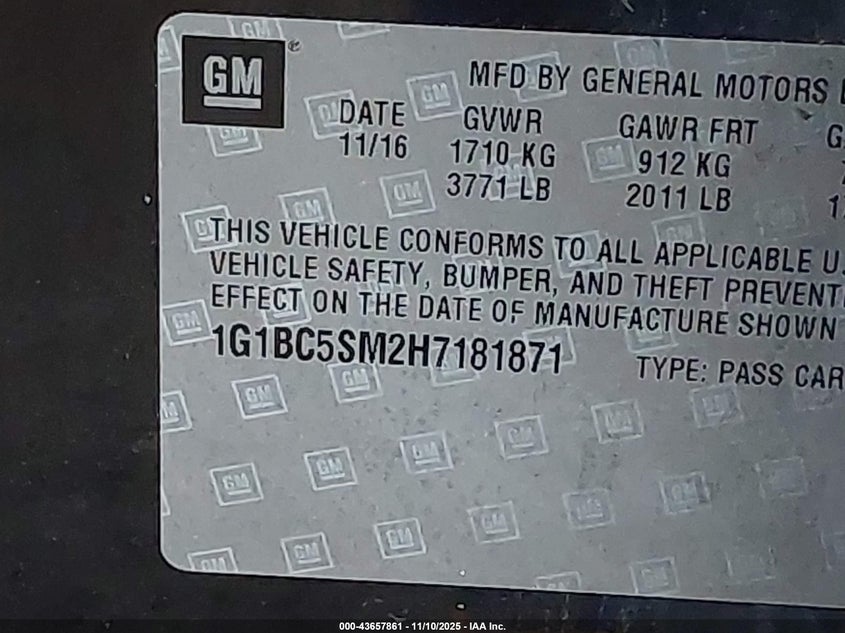 GM®
MFD BY GENERAL MOTORS
DATE GVWR GAWR FRT
11/16 1710 KG 912 KG
3771 LB 2011 LB
THIS VEHICLE CONFORMS TO ALL APPLICABLE U.
VEHICLE SAFETY, BUMPER, AND THEFT PREVENT
EFFECT ON THE DATE OF MANUFACTURE SHOWN
1G1BC5SM2H7181871
TYPE: PASS CAR
000-43657861 - 11/10/2025 - IAA Inc.